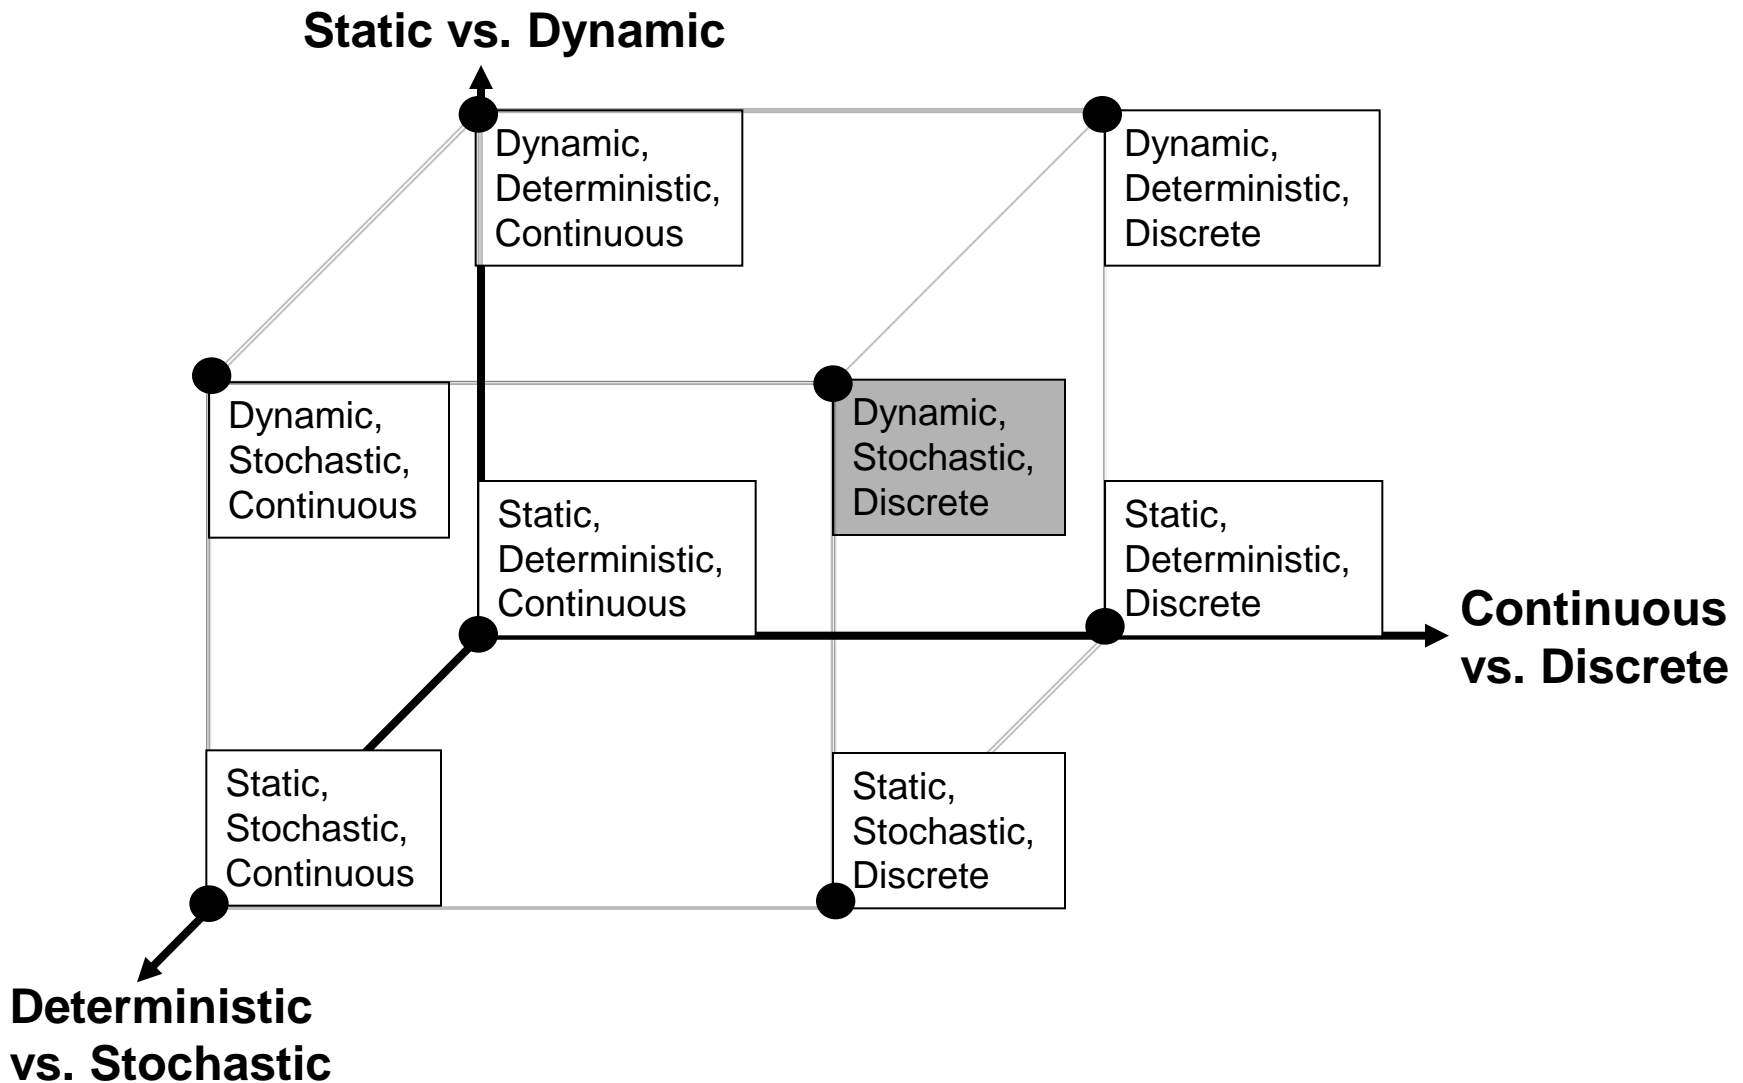 Static vs. Dynamic
Dynamic,
Deterministic,
Continuous
Dynamic,
Deterministic,
Discrete
Dynamic,
Stochastic,
Continuous
Dynamic,
Stochastic,
Discrete
Static,
Deterministic,
Continuous
Static,
Deterministic,
Discrete
Continuous
vs. Discrete
Static,
Stochastic,
Continuous
Static,
Stochastic,
Discrete
Deterministic
vs. Stochastic